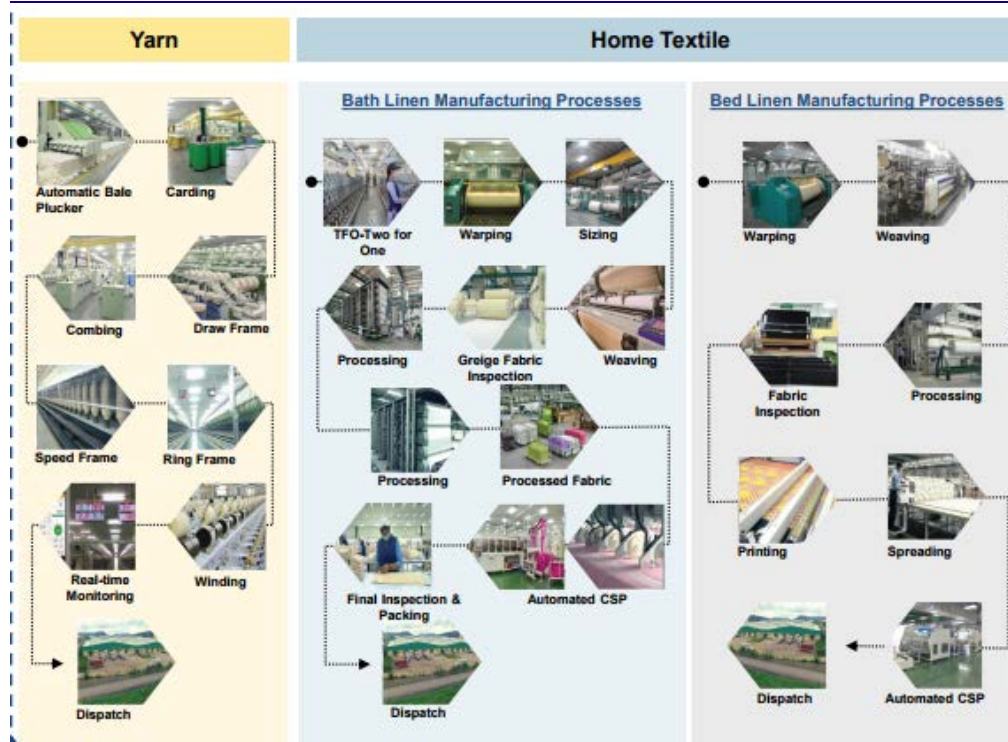 Yarn
Home Textile
Automatic Bale
Plucker
Carding
Draw Frame
Combing
Speed Frame
Ring Frame
Winding
Real-time
Monitoring
Dispatch
Bath Linen Manufacturing Processes
TFO-Two for
One
Warping
Sizing
Weaving
Greige Fabric
Inspection
Processing
Processing
Processed Fabric
Automated CSP
Final Inspection &
Packing
Dispatch
Bed Linen Manufacturing Processes
Warping
Weaving
Processing
Fabric
Inspection
Printing
Spreading
Automated CSP
Dispatch